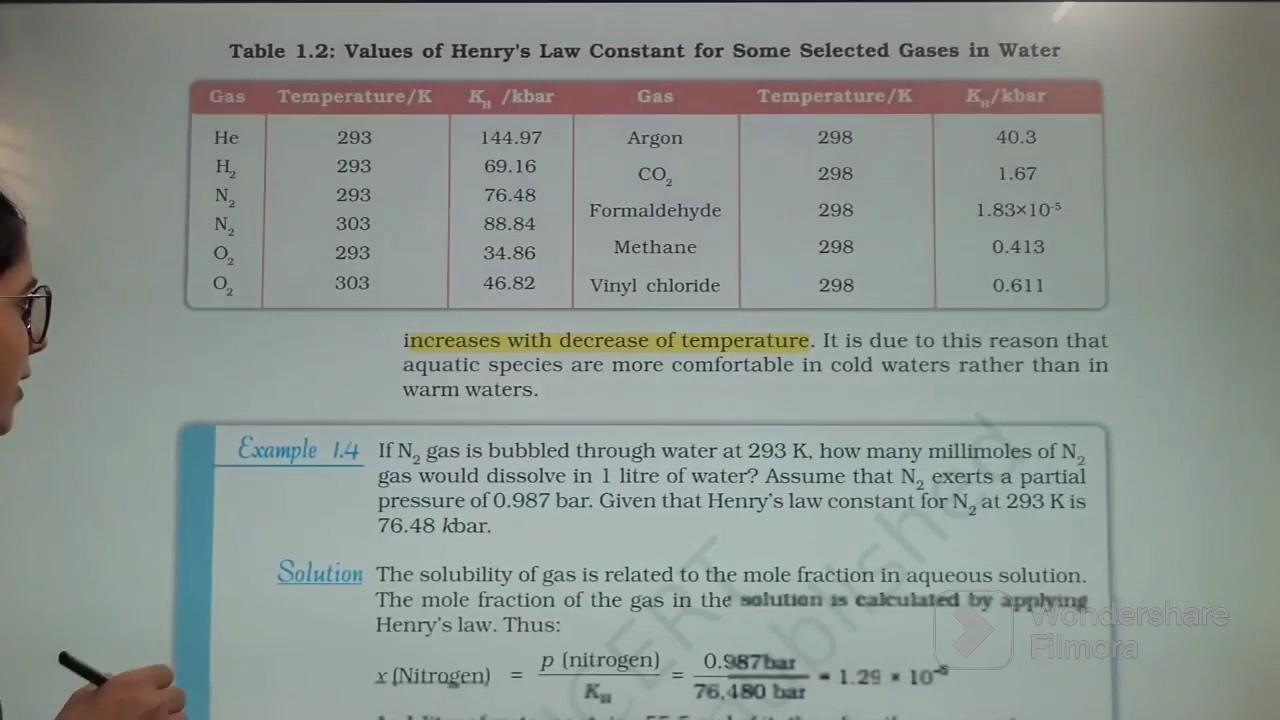 Table 1.2: Values of Henry's Law Constant for Some Selected Gases in Water
Gas Temperature/K K_H /kbar Gas Temperature/K K_H/kbar
He 293 144.97 Argon 298 40.3
H₂ 293 69.16 CO₂ 298 1.67
N₂ 293 76.48 Formaldehyde 298 1.83×10⁻⁵
N₂ 303 88.84 Methane 298 0.413
O₂ 293 34.86 Vinyl chloride 298 0.611
O₂ 303 46.82
increases with decrease of temperature. It is due to this reason that
aquatic species are more comfortable in cold waters rather than in
warm waters.
Example 1.4 If N₂ gas is bubbled through water at 293 K, how many millimoles of N₂
gas would dissolve in 1 litre of water? Assume that N₂ exerts a partial
pressure of 0.987 bar. Given that Henry's law constant for N₂ at 293 K is
76.48 kbar.
Solution The solubility of gas is related to the mole fraction in aqueous solution.
The mole fraction of the gas in the solution is calculated by applying
Henry's law. Thus:
x (Nitrogen) = p (nitrogen) / K_H = 0.987 bar / 76,480 bar = 1.29 × 10⁻⁵
NCERT
published
Wondershare
Filmora